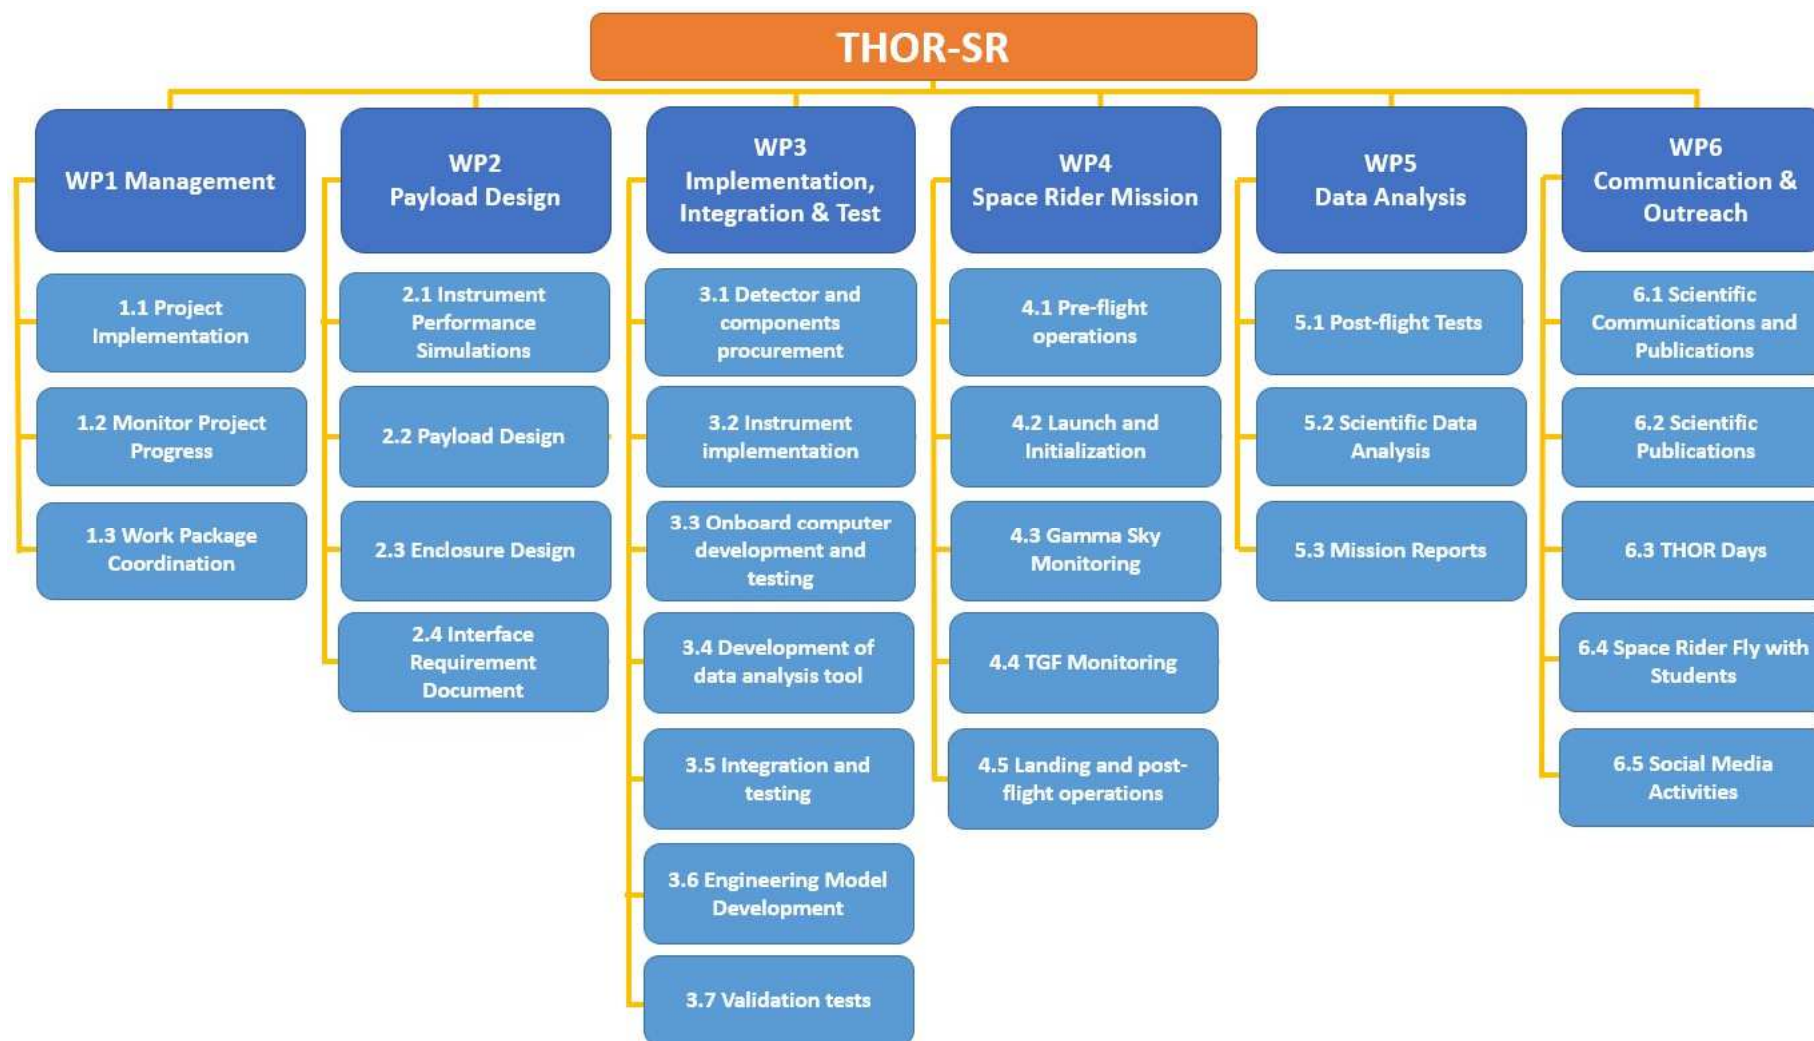 THOR-SR
WP1 Management
1.1 Project
Implementation
1.2 Monitor Project
Progress
1.3 Work Package
Coordination
WP2
Payload Design
2.1 Instrument
Performance
Simulations
2.2 Payload Design
2.3 Enclosure Design
2.4 Interface
Requirement
Document
WP3
Implementation,
Integration & Test
3.1 Detector and
components
procurement
3.2 Instrument
implementation
3.3 Onboard computer
development and
testing
3.4 Development of
data analysis tool
3.5 Integration and
testing
3.6 Engineering Model
Development
3.7 Validation tests
WP4
Space Rider Mission
4.1 Pre-flight
operations
4.2 Launch and
Initialization
4.3 Gamma Sky
Monitoring
4.4 TGF Monitoring
4.5 Landing and post-
flight operations
WP5
Data Analysis
5.1 Post-flight Tests
5.2 Scientific Data
Analysis
5.3 Mission Reports
WP6
Communication &
Outreach
6.1 Scientific
Communications and
Publications
6.2 Scientific
Publications
6.3 THOR Days
6.4 Space Rider Fly with
Students
6.5 Social Media
Activities